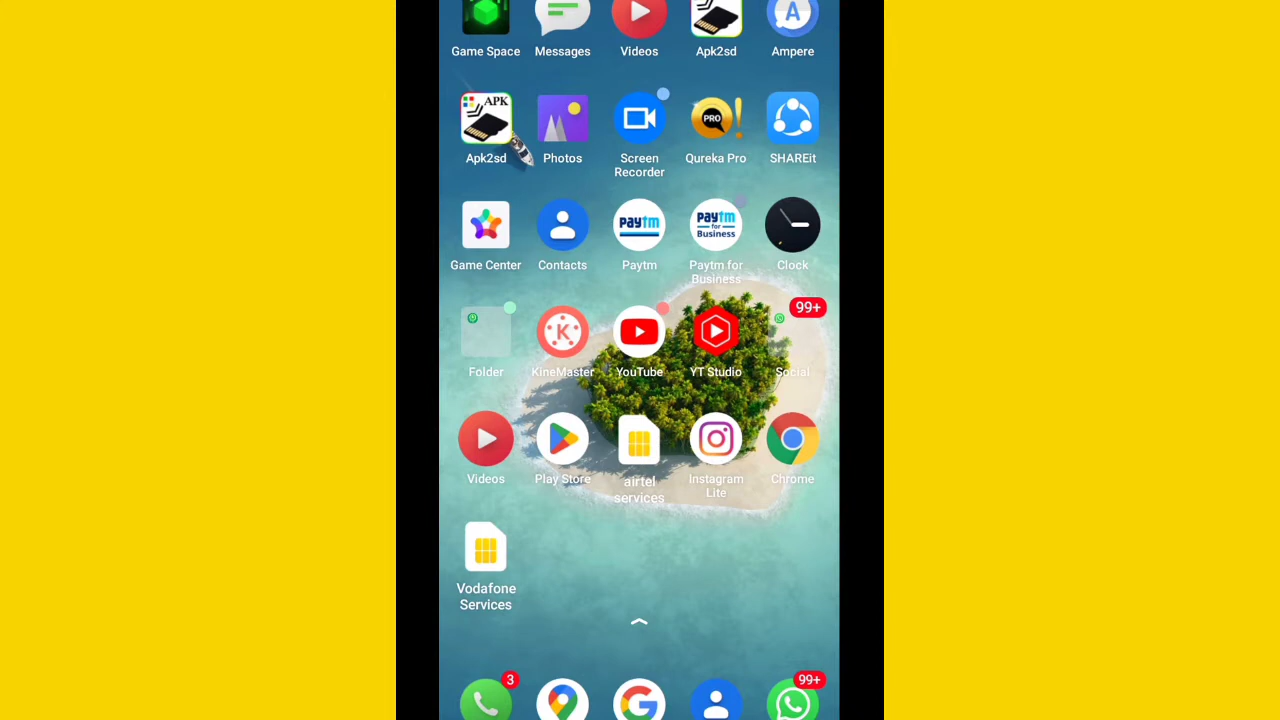 Game Space
Messages
Videos
Apk2sd
A
Ampere
APK
Apk2sd
Photos
Screen
Recorder
PRO
Qureka Pro
SHAREit
Game Center
Contacts
paytm
Paytm
paytm
for
Business
Paytm for
Business
Clock
Folder
K
KineMaster
YouTube
YT Studio
99+
Social
Videos
Play Store
airtel
services
Instagram
Lite
Chrome
Vodafone
Services
3
G
99+